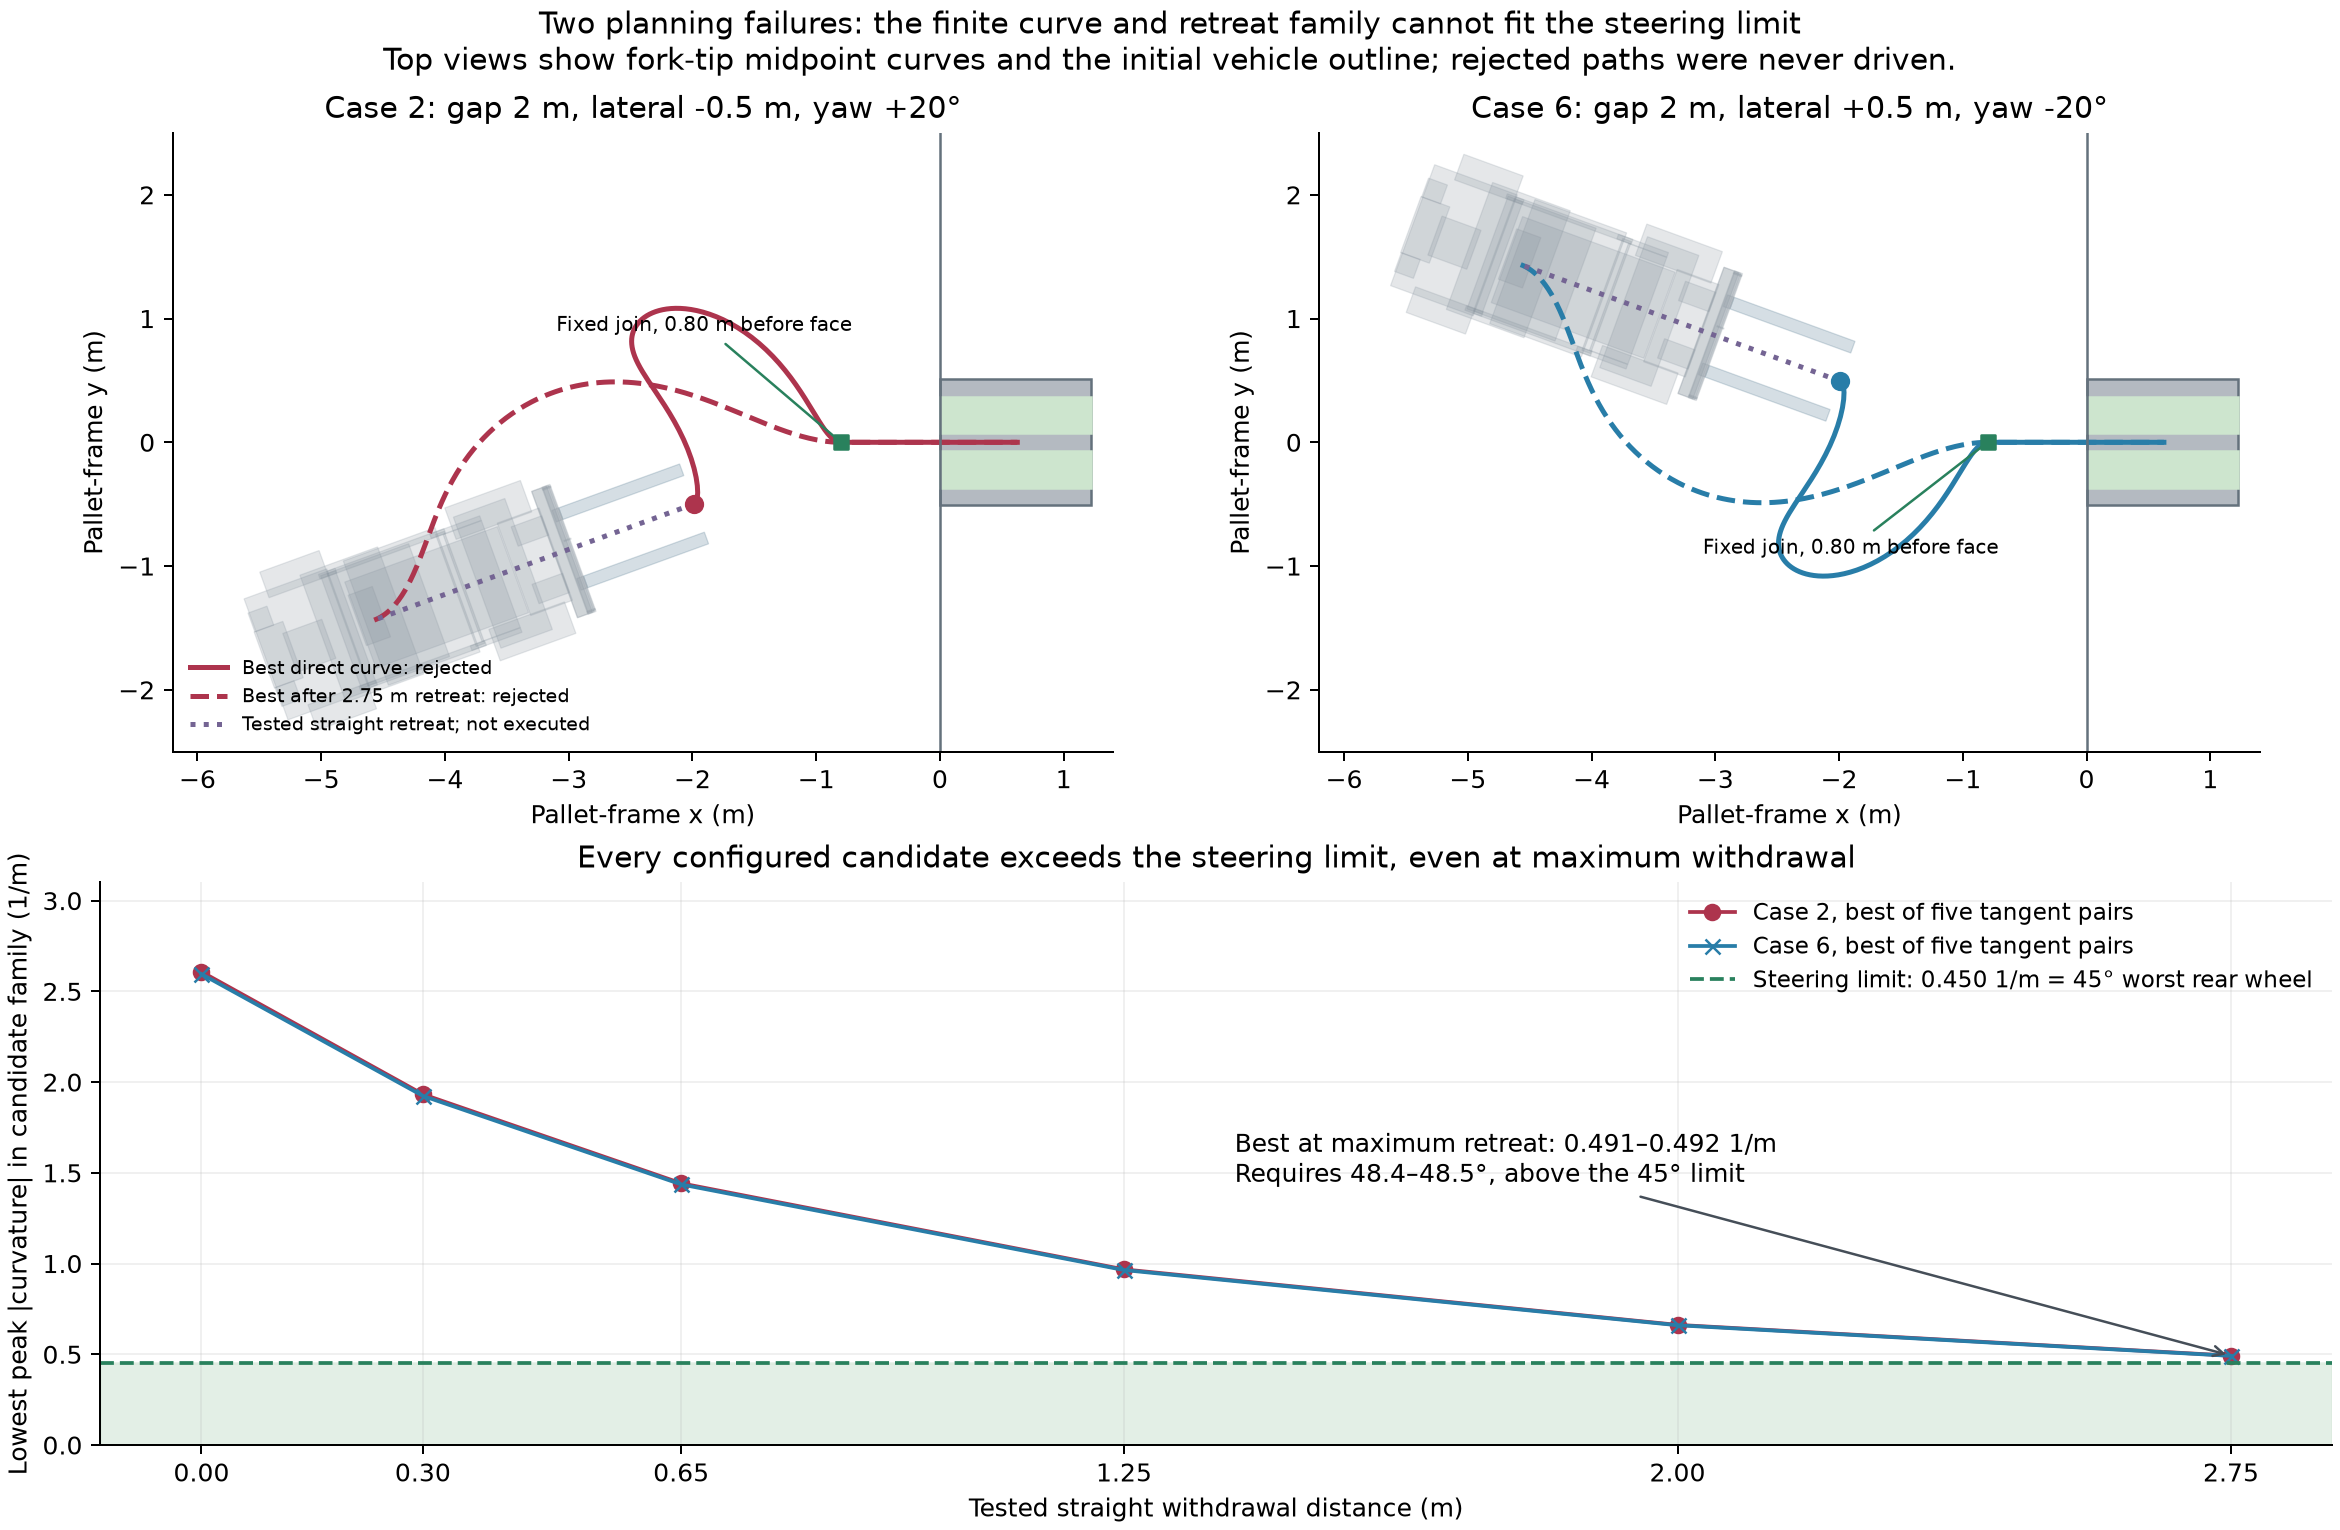 Two planning failures: the finite curve and retreat family cannot fit the steering limit
Top views show fork-tip midpoint curves and the initial vehicle outline; rejected paths were never driven.
Case 2: gap 2 m, lateral -0.5 m, yaw +20°
Pallet-frame y (m)
2
1
0
−1
−2
Fixed join, 0.80 m before face
Best direct curve: rejected
Best after 2.75 m retreat: rejected
Tested straight retreat; not executed
−6
−5
−4
−3
−2
−1
0
1
Pallet-frame x (m)
Case 6: gap 2 m, lateral +0.5 m, yaw -20°
Pallet-frame y (m)
2
1
0
−1
−2
Fixed join, 0.80 m before face
−6
−5
−4
−3
−2
−1
0
1
Pallet-frame x (m)
Every configured candidate exceeds the steering limit, even at maximum withdrawal
Lowest peak |curvature| in candidate family (1/m)
3.0
2.5
2.0
1.5
1.0
0.5
0.0
Case 2, best of five tangent pairs
Case 6, best of five tangent pairs
Steering limit: 0.450 1/m = 45° worst rear wheel
Best at maximum retreat: 0.491–0.492 1/m
Requires 48.4–48.5°, above the 45° limit
0.00
0.30
0.65
1.25
2.00
2.75
Tested straight withdrawal distance (m)